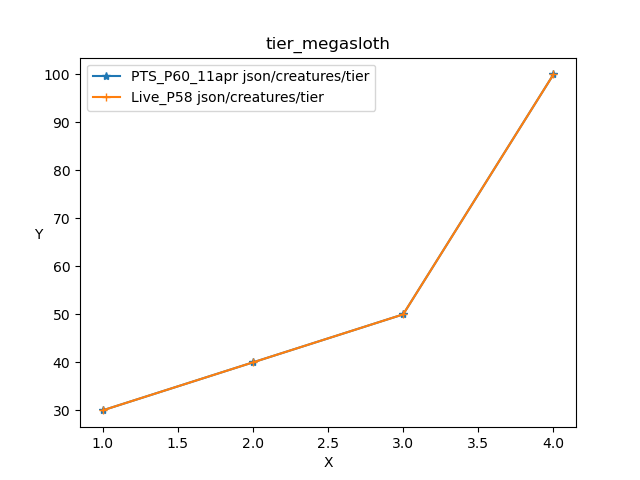 tier_megasloth
PTS_P60_11apr json/creatures/tier
Live_P58 json/creatures/tier
100
90
80
70
60
50
40
30
Y
1.0 1.5 2.0 2.5 3.0 3.5 4.0
X